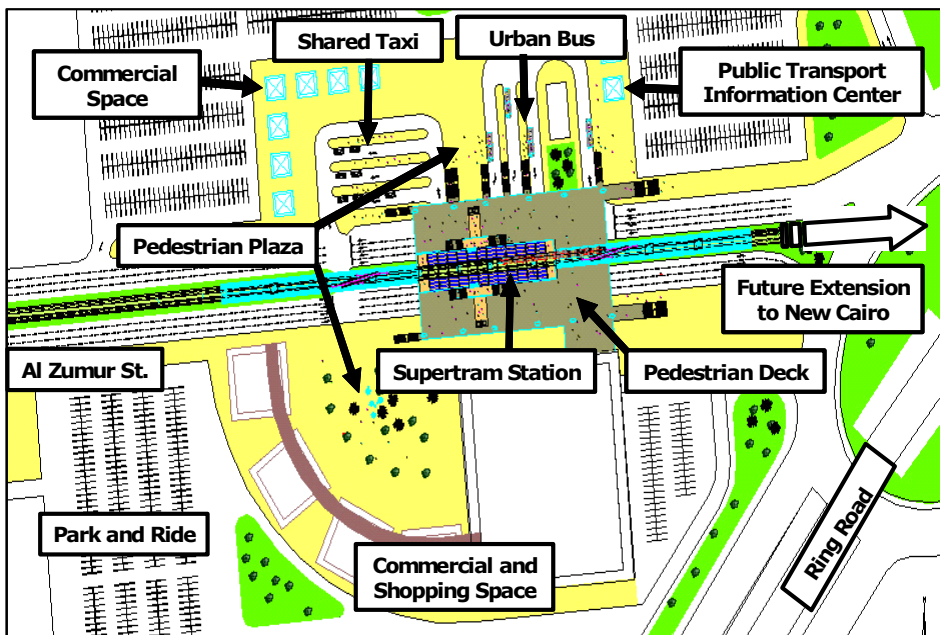 Shared Taxi
Urban Bus
Commercial
Space
Public Transport
Information Center
Pedestrian Plaza
Future Extension
to New Cairo
Al Zumur St.
Supertram Station
Pedestrian Deck
Park and Ride
Commercial and
Shopping Space
Ring Road